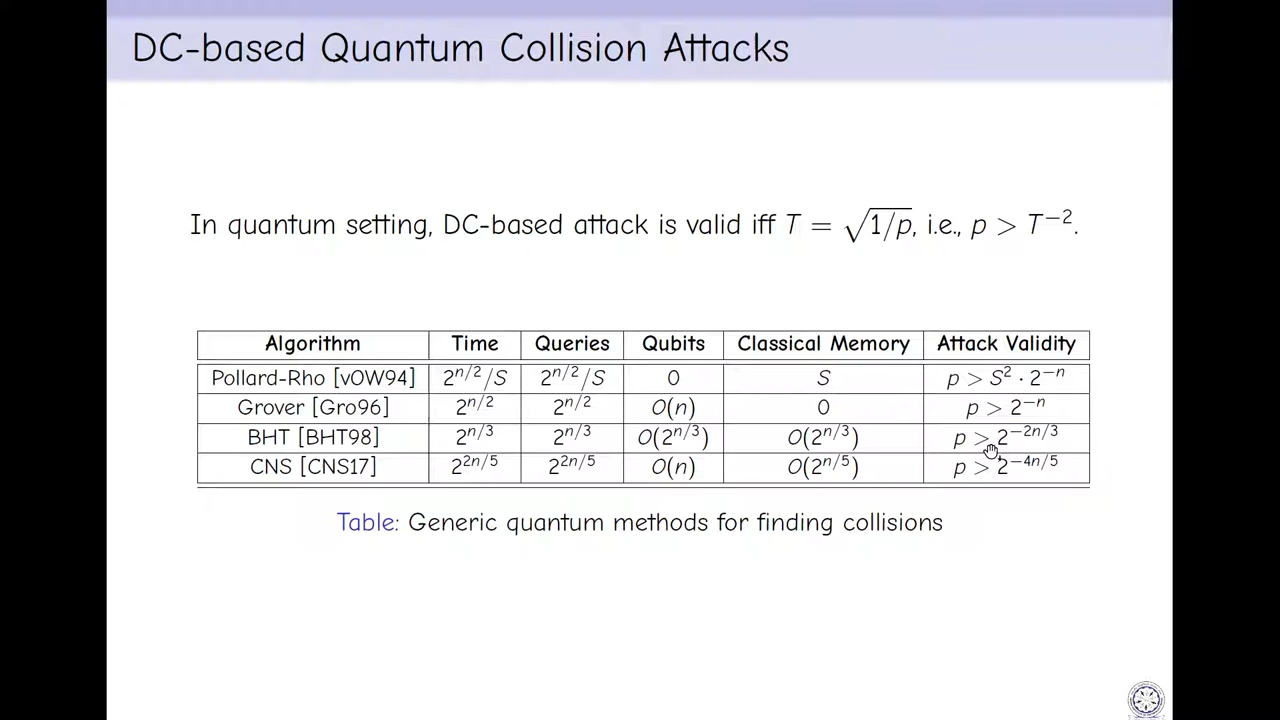 DC-based Quantum Collision Attacks
In quantum setting, DC-based attack is valid iff T = √1/p, i.e., p > T⁻².
Algorithm Time Queries Qubits Classical Memory Attack Validity
Pollard-Rho [vOW94] 2^{n/2}/S 2^{n/2}/S 0 S p > S² · 2^{−n}
Grover [Gro96] 2^{n/2} 2^{n/2} O(n) 0 p > 2^{−n}
BHT [BHT98] 2^{n/3} 2^{n/3} O(2^{n/3}) O(2^{n/3}) p > 2^{−2n/3}
CNS [CNS17] 2^{2n/5} 2^{2n/5} O(n) O(2^{n/5}) p > 2^{−4n/5}
Table: Generic quantum methods for finding collisions